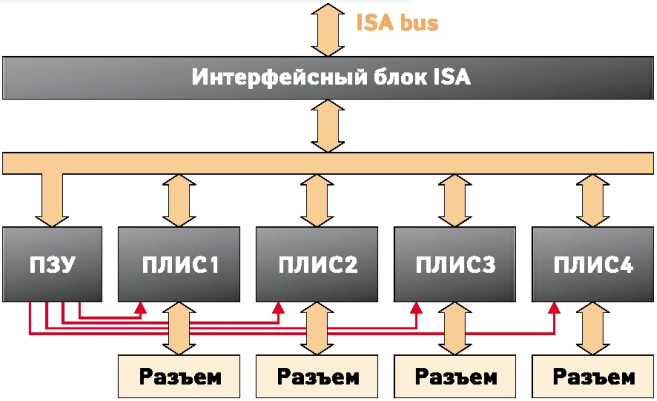 ISA bus
Интерфейсный блок ISA
ПЗУ
ПЛИС1
ПЛИС2
ПЛИС3
ПЛИС4
Разъем
Разъем
Разъем
Разъем